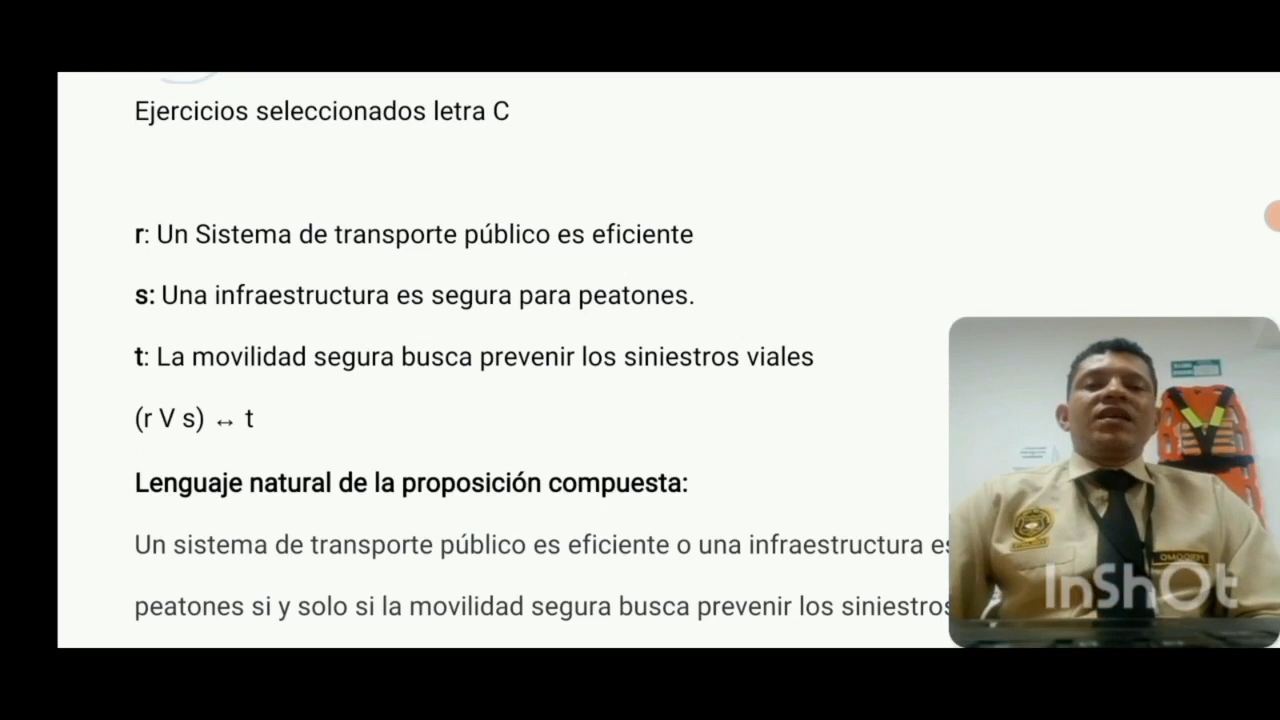 Ejercicios seleccionados letra C
r: Un Sistema de transporte público es eficiente
s: Una infraestructura es segura para peatones.
t: La movilidad segura busca prevenir los siniestros viales
(r V s) ↔ t
Lenguaje natural de la proposición compuesta:
Un sistema de transporte público es eficiente o una infraestructura es
peatones si y solo si la movilidad segura busca prevenir los siniestros
InShOt